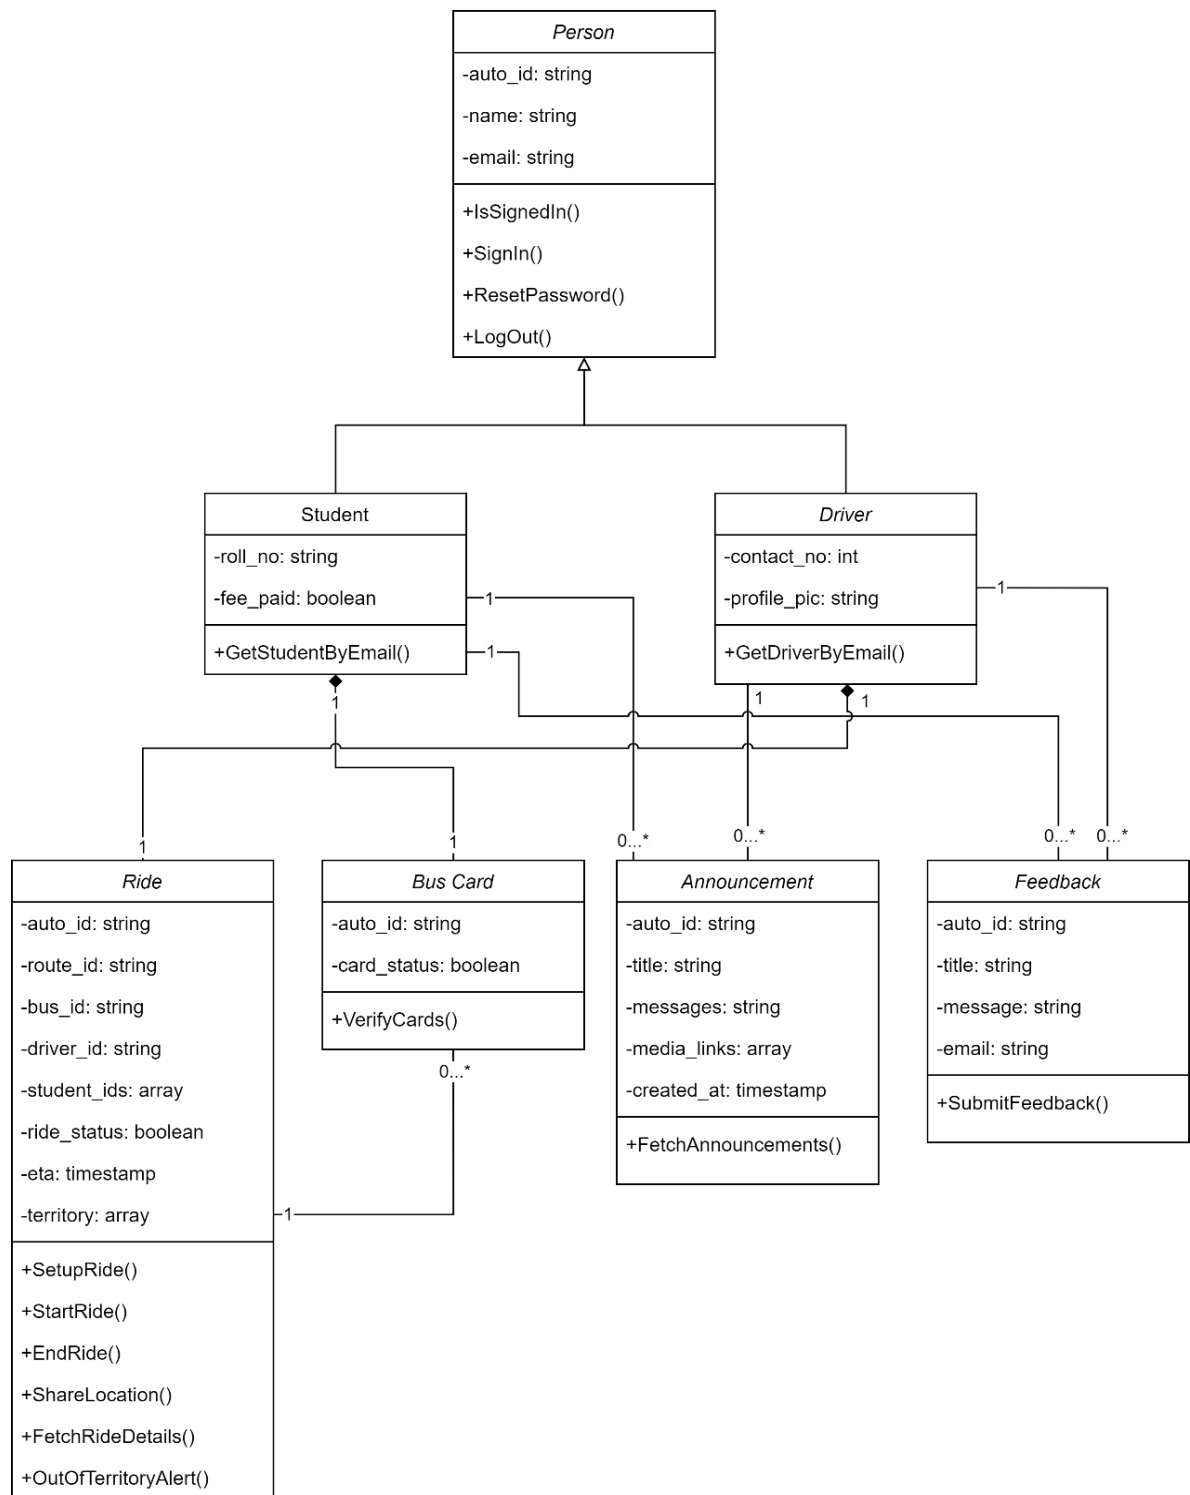 Person
-auto_id: string
-name: string
-email: string
+IsSignedIn()
+SignIn()
+ResetPassword()
+LogOut()
Student
-roll_no: string
-fee_paid: boolean
+GetStudentByEmail()
1
1
1
Driver
-contact_no: int
-profile_pic: string
+GetDriverByEmail()
1
1
1
1
1
0...*
0...*
0...*
0...*
Ride
-auto_id: string
-route_id: string
-bus_id: string
-driver_id: string
-student_ids: array
-ride_status: boolean
-eta: timestamp
-territory: array
+SetupRide()
+StartRide()
+EndRide()
+ShareLocation()
+FetchRideDetails()
+OutOfTerritoryAlert()
1
Bus Card
-auto_id: string
-card_status: boolean
+VerifyCards()
0...*
Announcement
-auto_id: string
-title: string
-messages: string
-media_links: array
-created_at: timestamp
+FetchAnnouncements()
Feedback
-auto_id: string
-title: string
-message: string
-email: string
+SubmitFeedback()